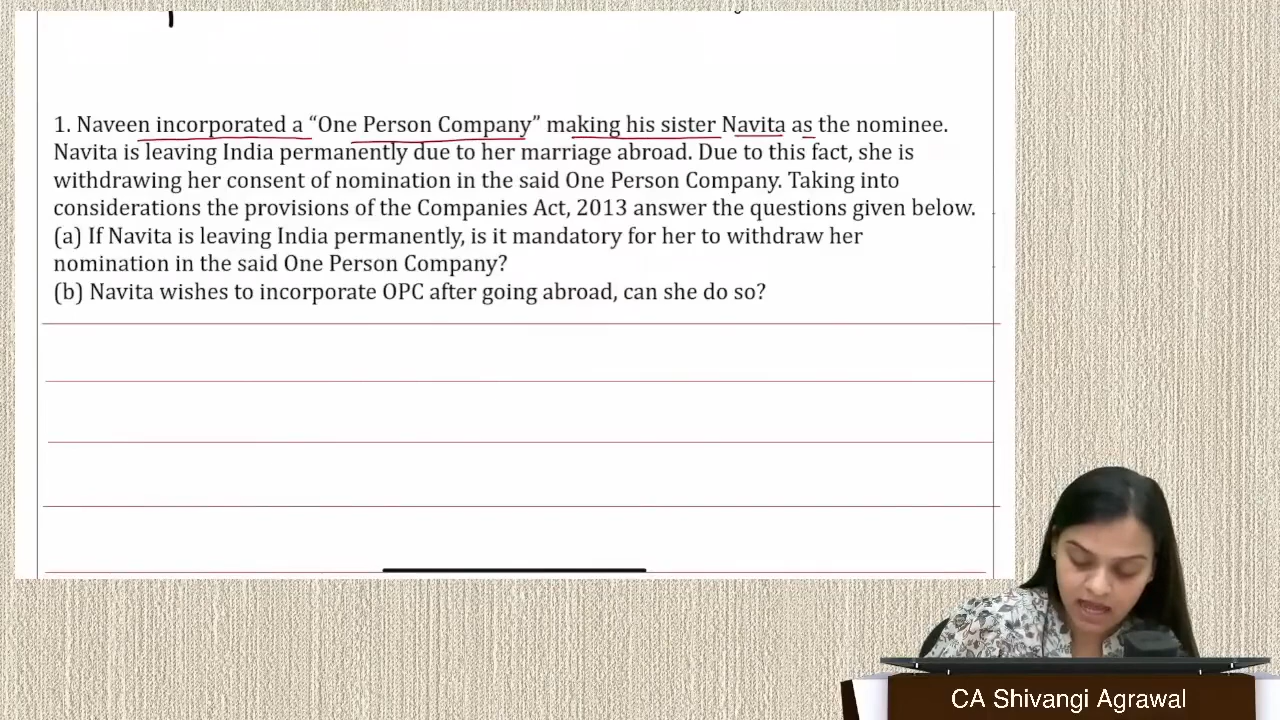 1. Naveen incorporated a “One Person Company” making his sister Navita as the nominee.
Navita is leaving India permanently due to her marriage abroad. Due to this fact, she is
withdrawing her consent of nomination in the said One Person Company. Taking into
considerations the provisions of the Companies Act, 2013 answer the questions given below.
(a) If Navita is leaving India permanently, is it mandatory for her to withdraw her
nomination in the said One Person Company?
(b) Navita wishes to incorporate OPC after going abroad, can she do so?
CA Shivangi Agrawal